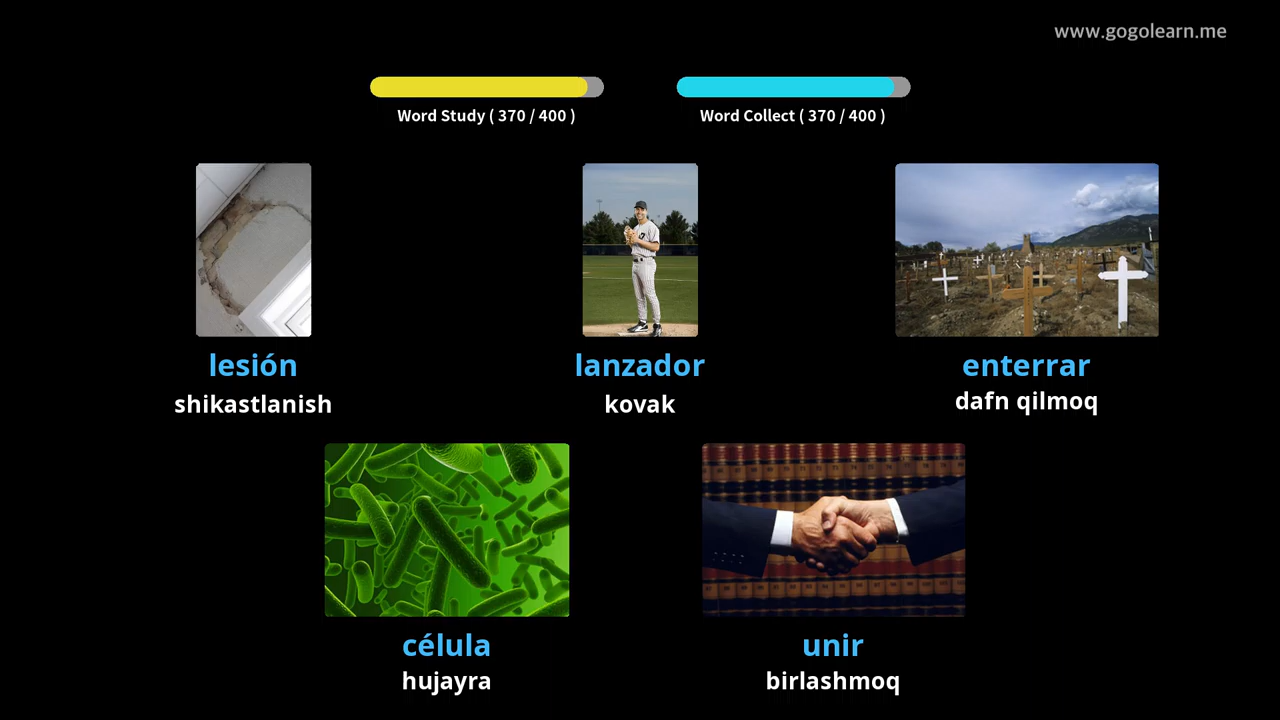 www.gogolearn.me
Word Study ( 370 / 400 )
Word Collect ( 370 / 400 )
lesión
shikastlanish
lanzador
kovak
enterrar
dafn qilmoq
célula
hujayra
unir
birlashmoq